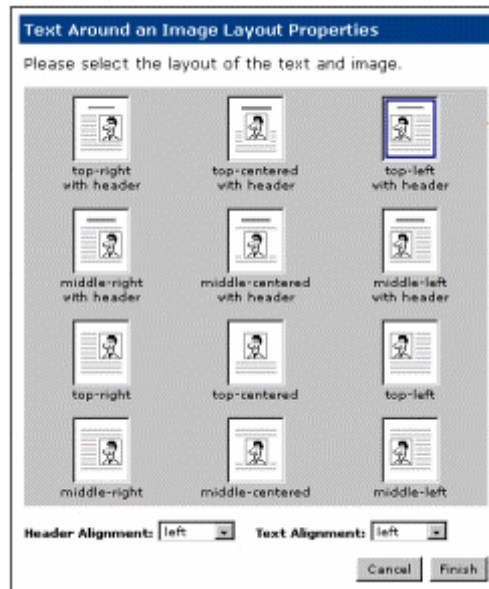 Text Around an Image Layout Properties
Please select the layout of the text and image.
top-right top-centered top-left
with header with header with header
middle-right middle-centered middle-left
with header with header with header
top-right top-centered top-left
middle-right middle-centered middle-left
Header Alignment: left Text Alignment: left
Cancel Finish